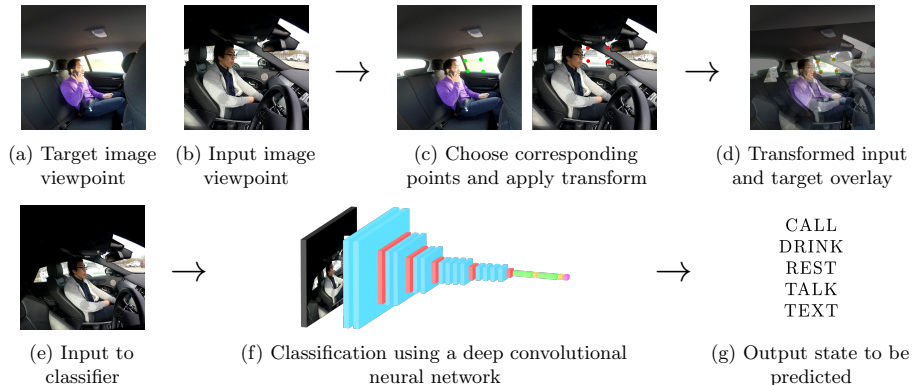 (a) Target image
viewpoint
(b) Input image
viewpoint
(c) Choose corresponding
points and apply transform
(d) Transformed input
and target overlay
(e) Input to
classifier
(f) Classification using a deep convolutional
neural network
CALL
DRINK
REST
TALK
TEXT
(g) Output state to be
predicted